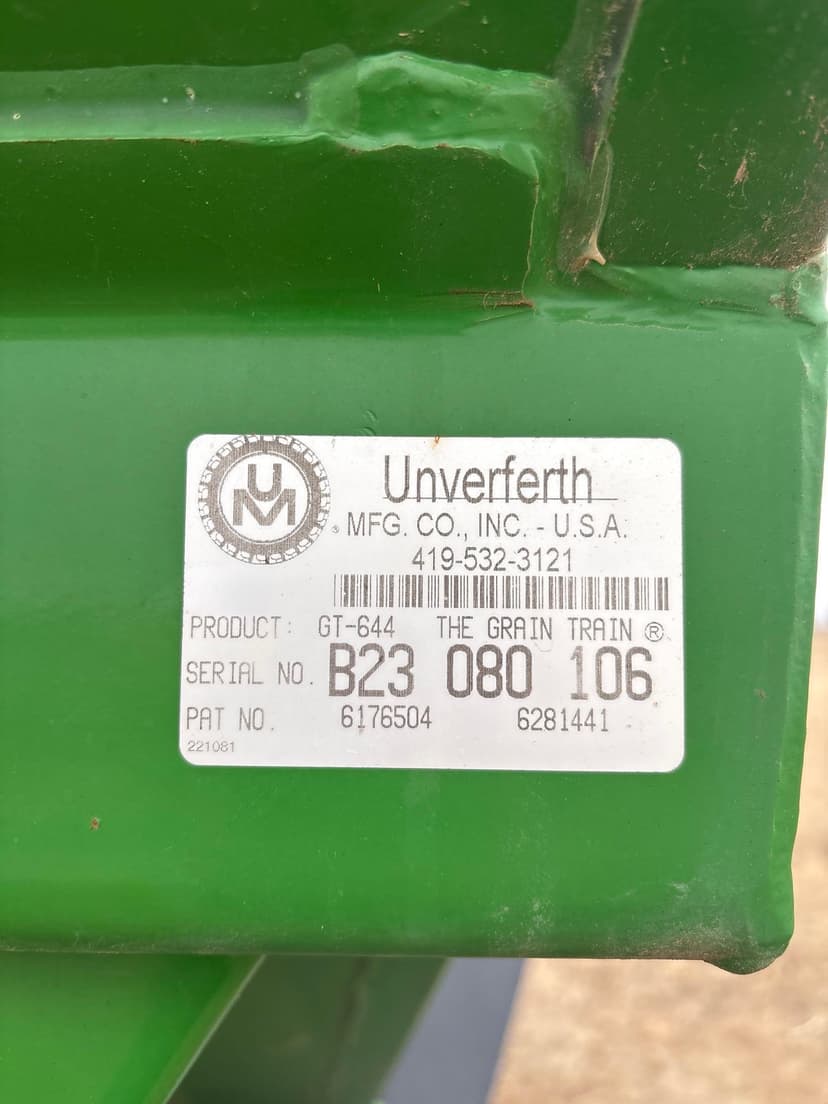 UM
Unverferth
® MFG. CO., INC. - U.S.A.
419-532-3121
PRODUCT: GT-644 THE GRAIN TRAIN ®
SERIAL NO. B23 080 106
PAT NO. 6176504 6281441
221081